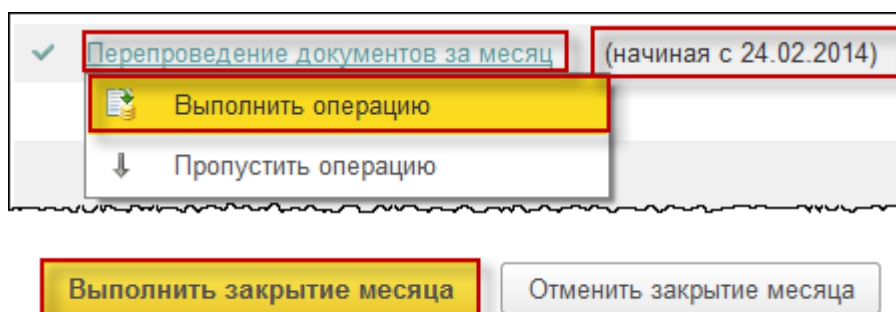 Перепроведение документов за месяц (начиная с 24.02.2014)
Выполнить операцию
Пропустить операцию
Выполнить закрытие месяца Отменить закрытие месяца